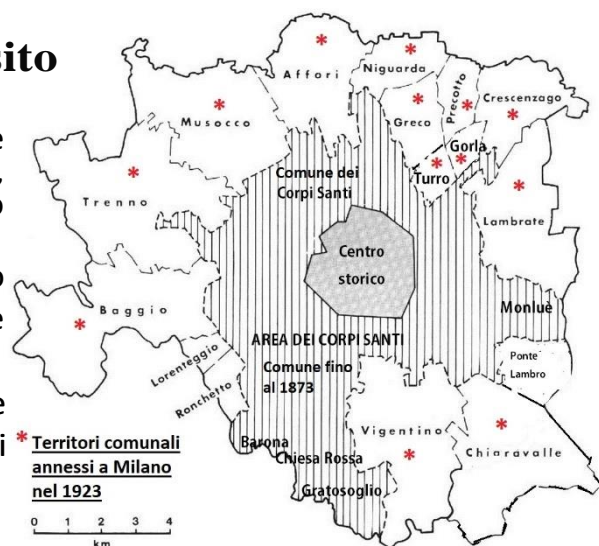 sito
e
o
e
e
i
Affori
Niguarda
Precotto
Crescenzago
Musocco
Greco
Gorla
Turro
Comune dei
Corpi Santi
Trenno
Lambrate
Centro
storico
Baggio
Monluè
AREA DEI CORPI SANTI
Lorenteggio
Comune fino
al 1873
Ponte
Lambro
Ronchetto
Vigentino
Chiaravalle
Barona
Chiesa Rossa
Gratosoglio
* Territori comunali
annessi a Milano
nel 1923
0 1 2 3 4
km